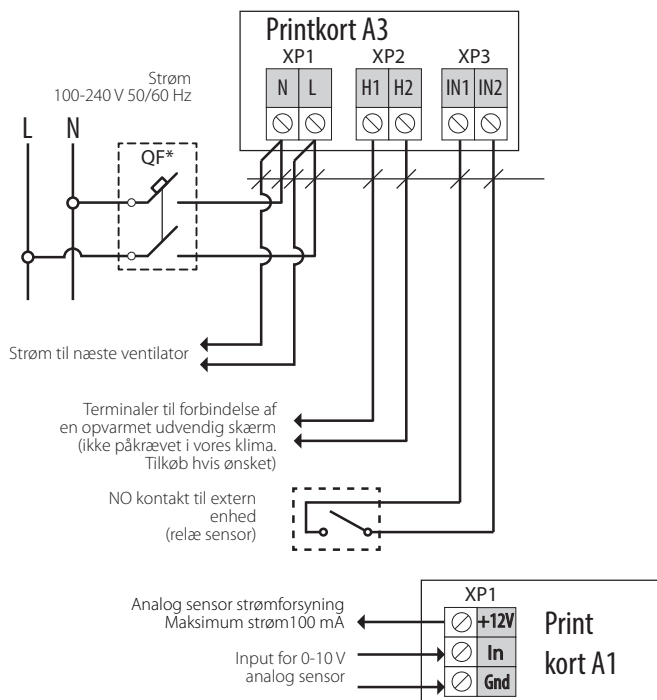 Printkort A3
XP1 XP2 XP3
N L H1 H2 IN1 IN2
Strøm
100-240 V 50/60 Hz
L N
QF*
Strøm til næste ventilator
Terminaler til forbindelse af
en opvarmet udvendig skærm
(ikke påkrævet i vores klima.
Tilkøb hvis ønsket)
NO kontakt til extern
enhed
(relæ sensor)
XP1
Analog sensor strømforsyning
Maksimum strøm100 mA
+12V
Input for 0-10 V
analog sensor
In
Gnd
Print
kort A1